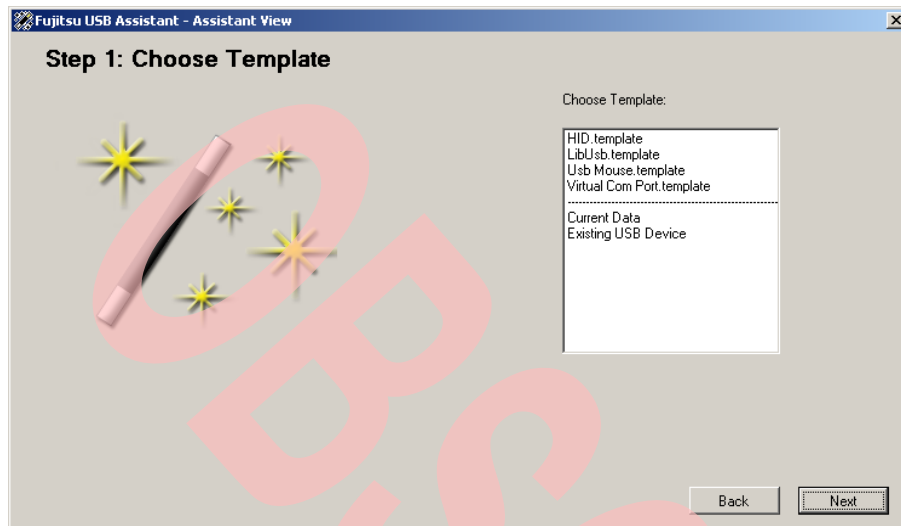 Fujitsu USB Assistant - Assistant View
Step 1: Choose Template
Choose Template:
HID.template
LibUsb.template
Usb Mouse.template
Virtual Com Port.template
Current Data
Existing USB Device
Back
Next